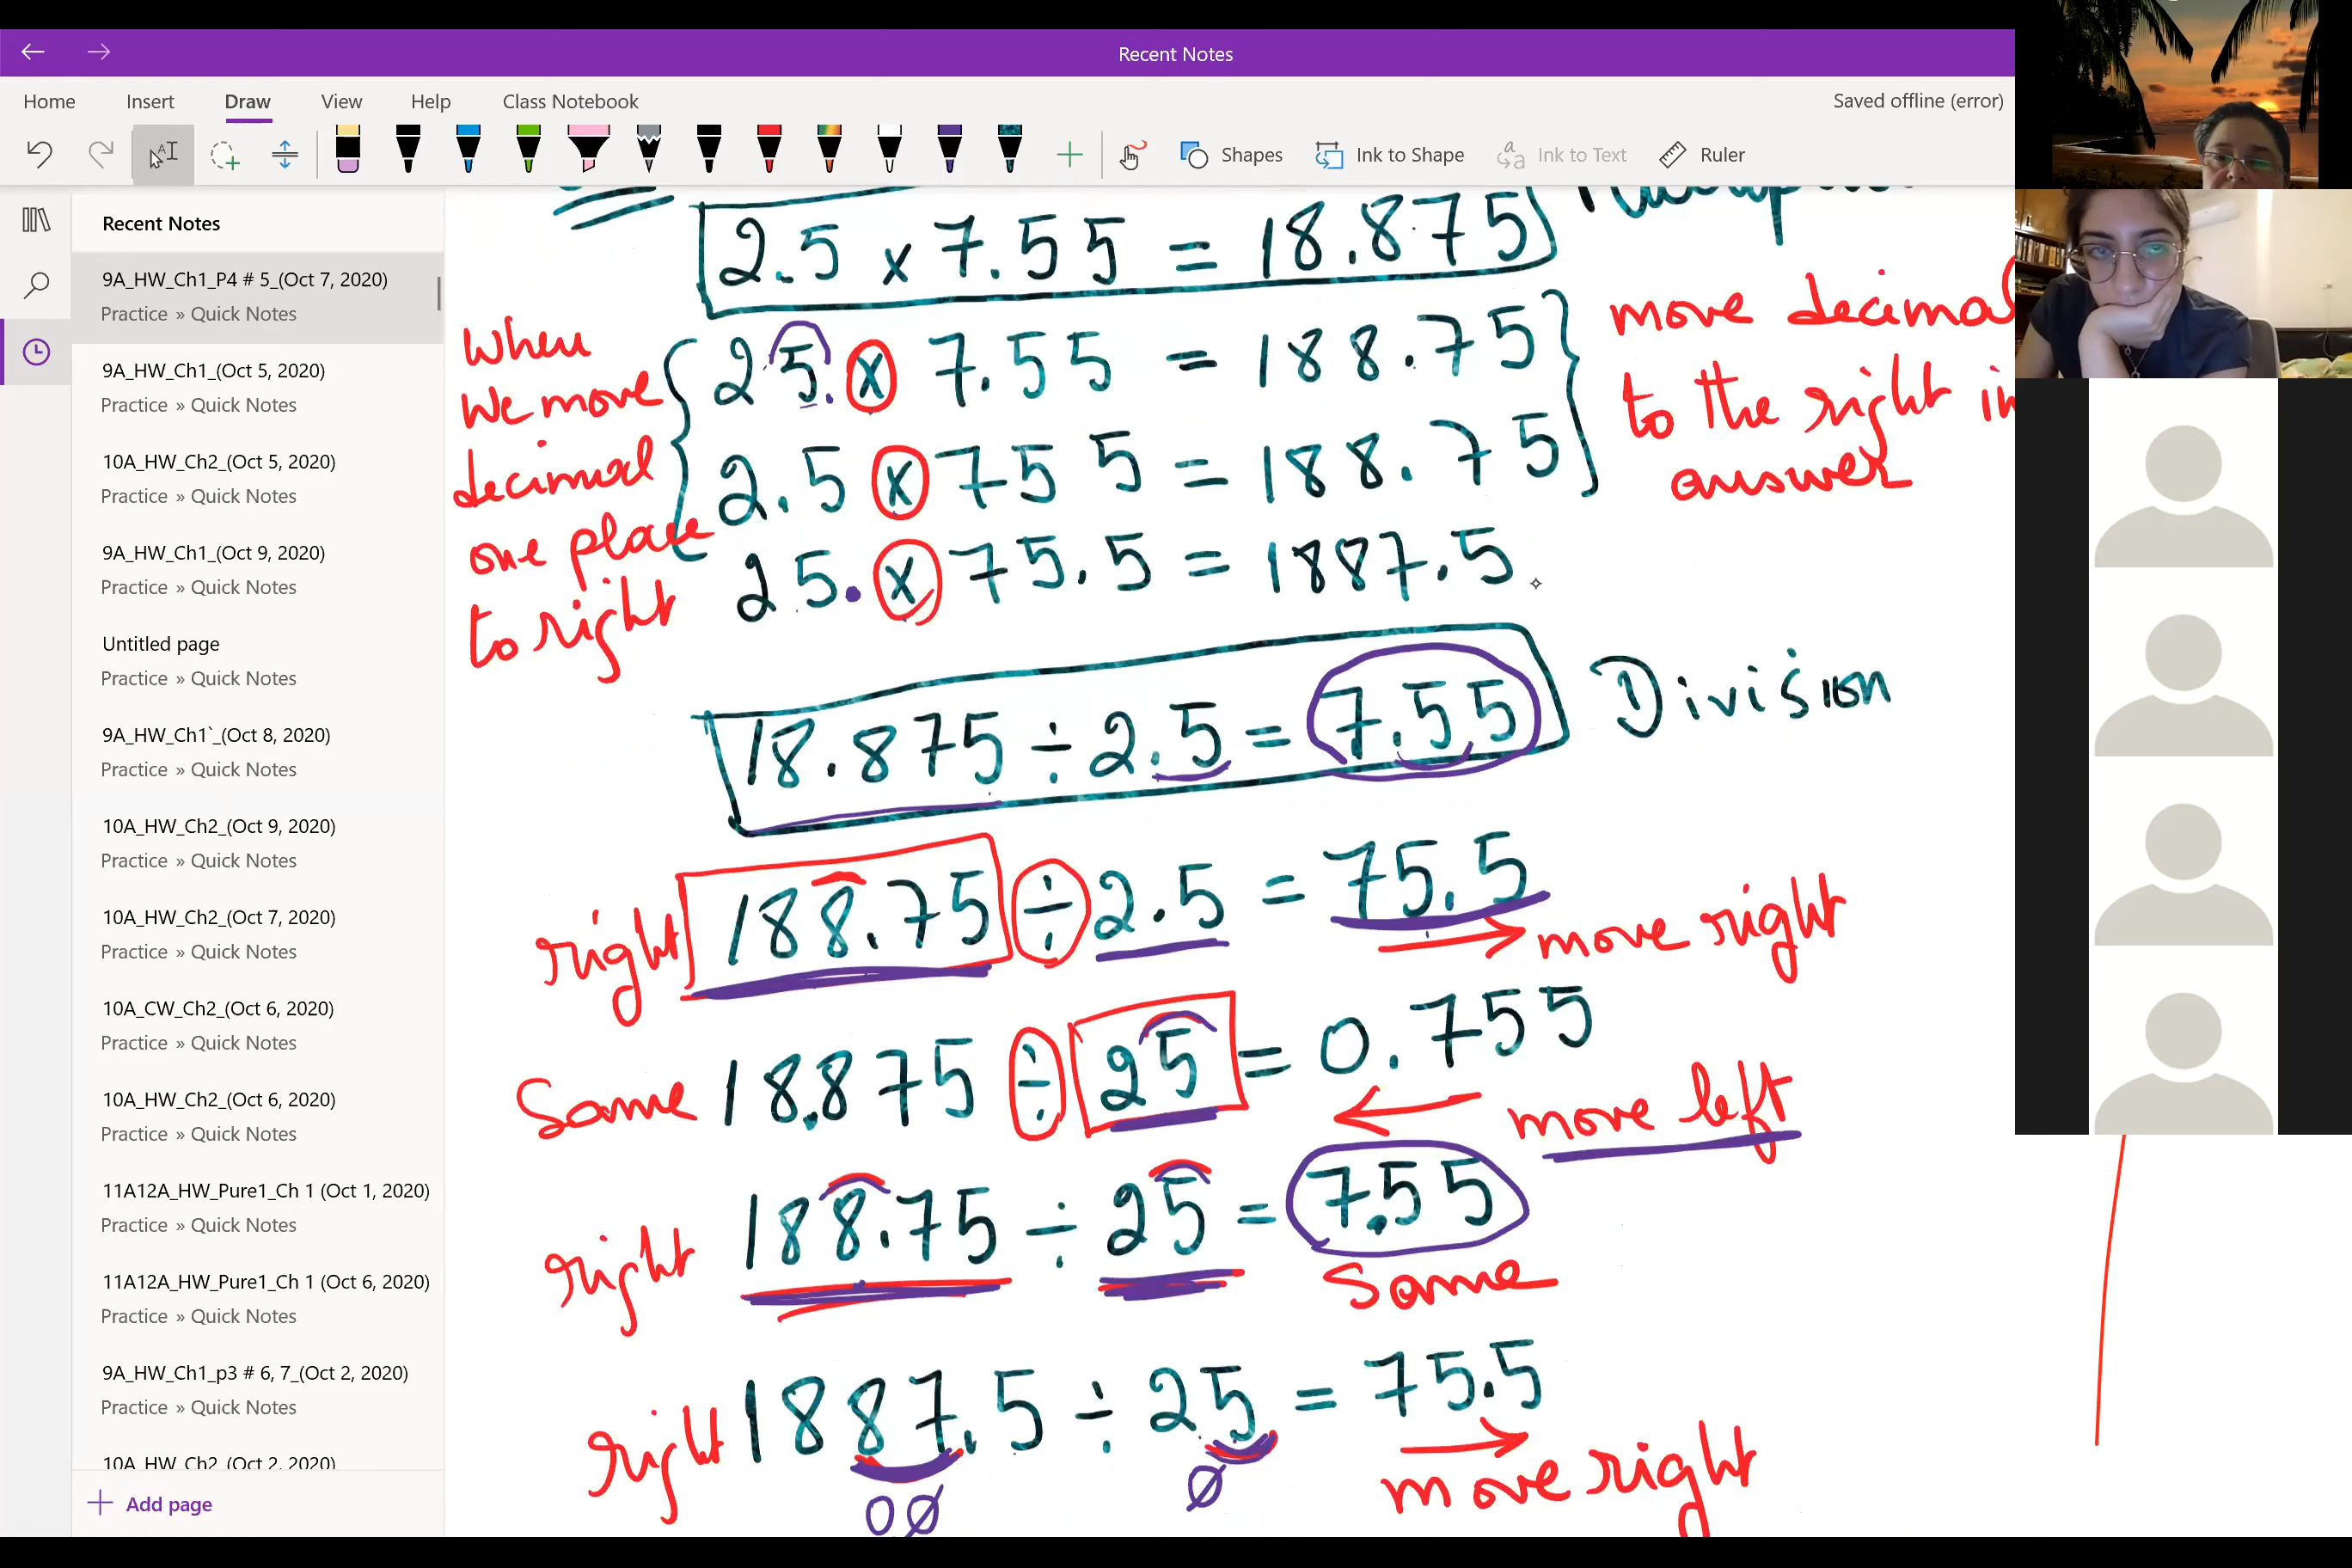 Recent Notes
Home Insert Draw View Help Class Notebook
Saved offline (error)
Shapes Ink to Shape Ink to Text Ruler
Recent Notes
9A_HW_Ch1_P4 # 5_(Oct 7, 2020)
Practice » Quick Notes
9A_HW_Ch1_(Oct 5, 2020)
Practice » Quick Notes
10A_HW_Ch2_(Oct 5, 2020)
Practice » Quick Notes
9A_HW_Ch1_(Oct 9, 2020)
Practice » Quick Notes
Untitled page
Practice » Quick Notes
9A_HW_Ch1`_(Oct 8, 2020)
Practice » Quick Notes
10A_HW_Ch2_(Oct 9, 2020)
Practice » Quick Notes
10A_HW_Ch2_(Oct 7, 2020)
Practice » Quick Notes
10A_CW_Ch2_(Oct 6, 2020)
Practice » Quick Notes
10A_HW_Ch2_(Oct 6, 2020)
Practice » Quick Notes
11A12A_HW_Pure1_Ch 1 (Oct 1, 2020)
Practice » Quick Notes
11A12A_HW_Pure1_Ch 1 (Oct 6, 2020)
Practice » Quick Notes
9A_HW_Ch1_p3 # 6, 7_(Oct 2, 2020)
Practice » Quick Notes
10A_HW_Ch2_(Oct 2, 2020)
Add page
2.5 x 7.55 = 18.875
When
we move
decimal
one place
to right
25. x 7.55 = 188.75
2.5 x 75 5 = 188.75
25. x 75.5 = 1887.5
move decimal
to the right in
answer
18.875 ÷ 2.5 = 7.55 Division
right 188.75 ÷ 2.5 = 75.5
move right
Same 18.875 ÷ 25 = 0.755
move left
right 188.75 ÷ 25 = 7.55
Same
right 1887.5 ÷ 25 = 75.5
00 0
move right